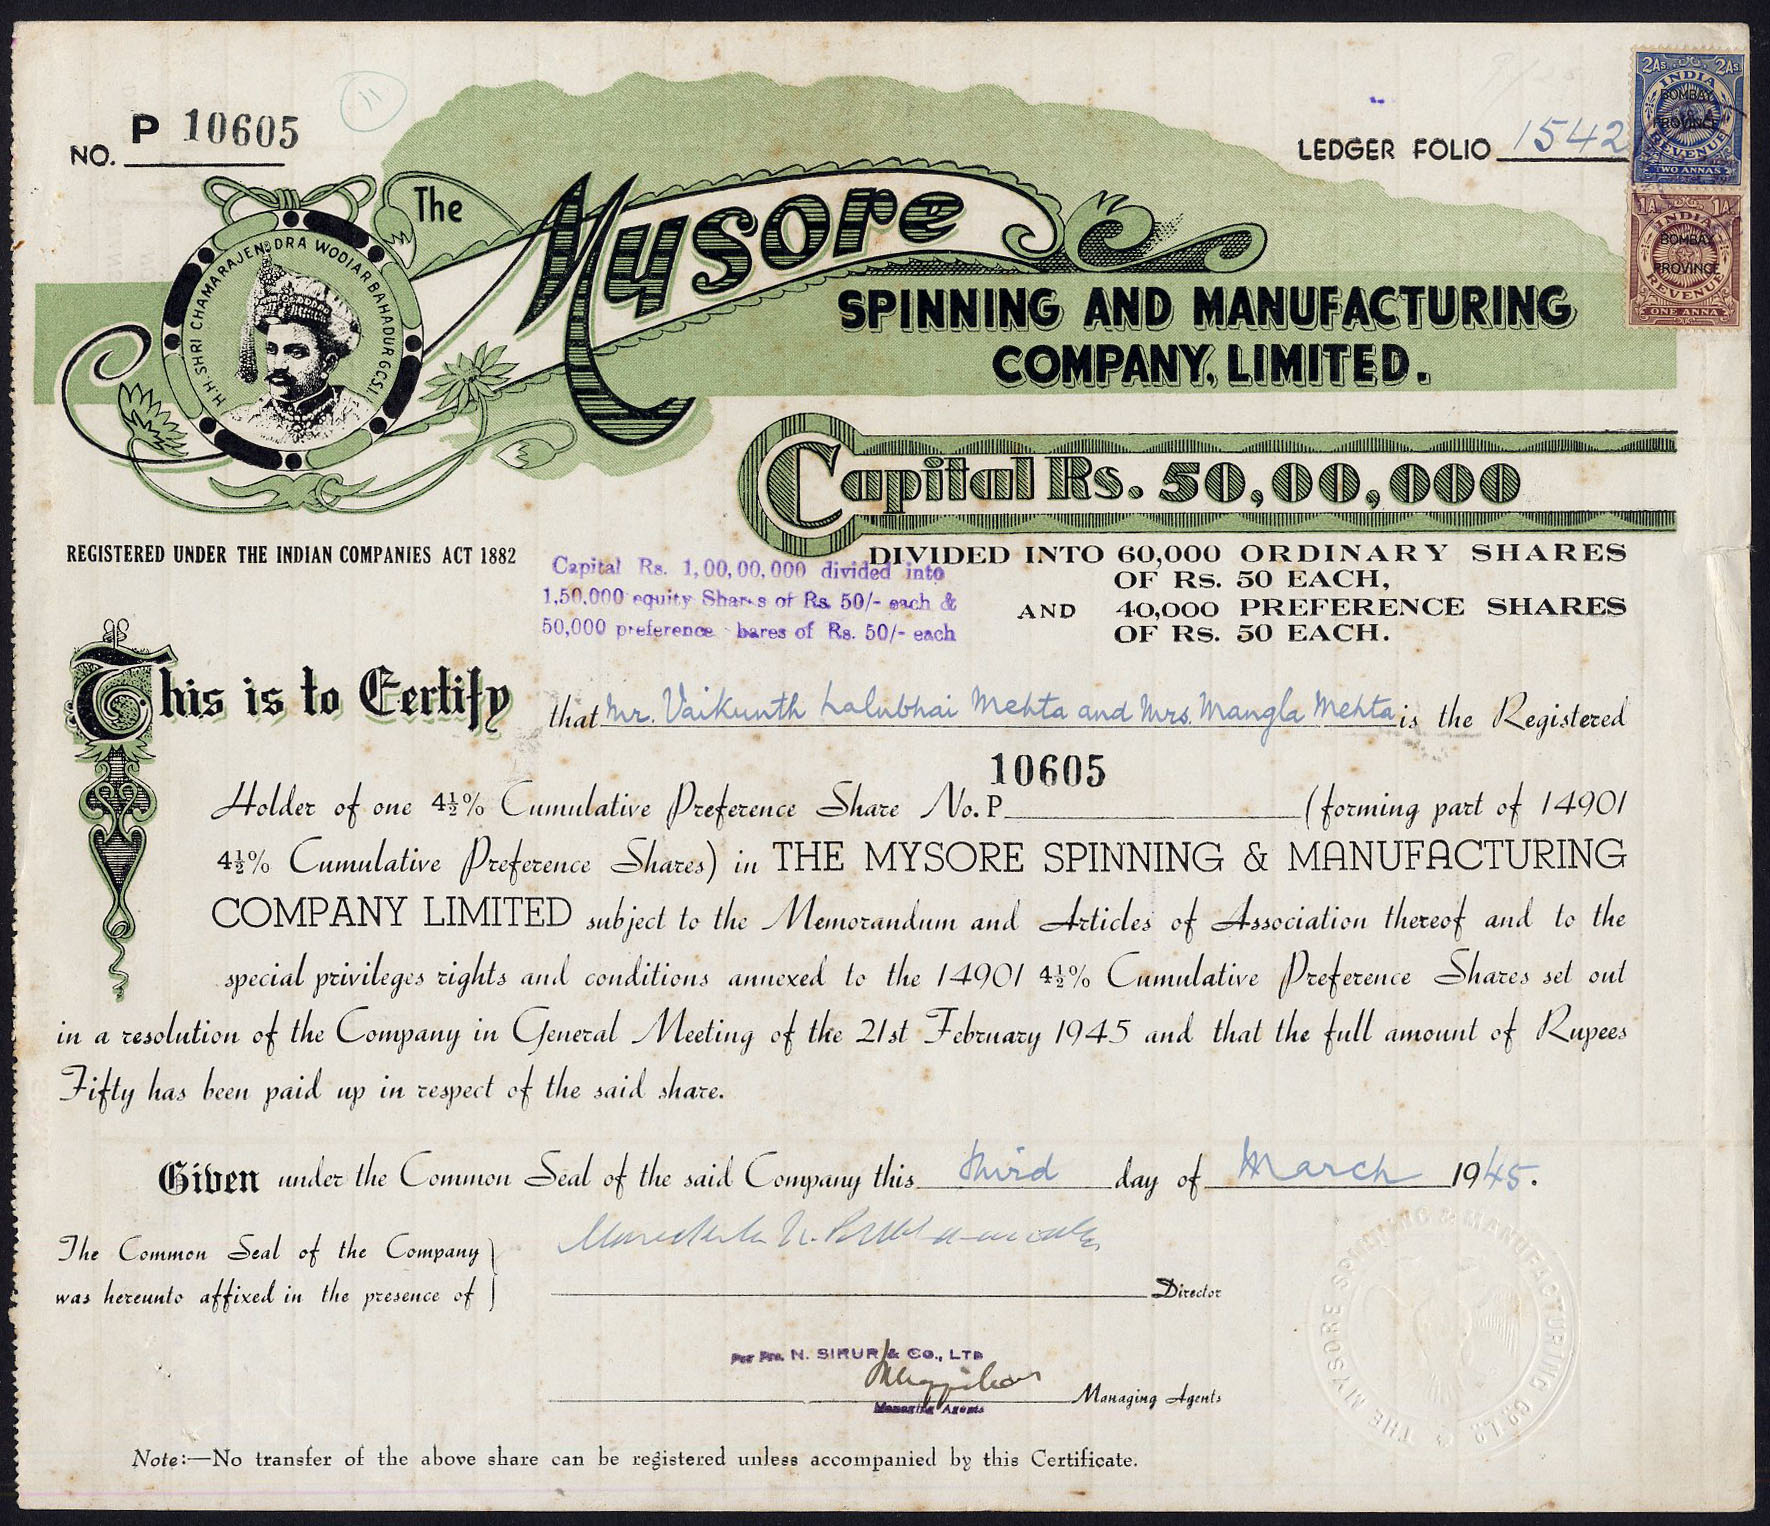 P 10605
NO.
11
LEDGER FOLIO 1542
2As. 2As.
INDIA
BOMBAY
PROVINCE
REVENUE
TWO ANNAS
1A. 1A.
INDIA
BOMBAY
PROVINCE
REVENUE
ONE ANNA
H.H. SHRI CHAMARAJENDRA WODIAR BAHADUR G.C.S.I.
The Mysore
SPINNING AND MANUFACTURING
COMPANY, LIMITED.
Capital Rs. 50,00,000
REGISTERED UNDER THE INDIAN COMPANIES ACT 1882
DIVIDED INTO 60,000 ORDINARY SHARES
OF RS. 50 EACH,
AND 40,000 PREFERENCE SHARES
OF RS. 50 EACH.
Capital Rs. 1,00,00,000 divided into
1,50,000 equity Shares of Rs. 50/- each &
50,000 preference hares of Rs. 50/- each
This is to Certify that Mr. Vaikunth Lalubhai Mehta and Mrs. Mangla Mehta is the Registered
10605
Holder of one 4½% Cumulative Preference Share No. P (forming part of 14901
4½% Cumulative Preference Shares) in THE MYSORE SPINNING & MANUFACTURING
COMPANY LIMITED subject to the Memorandum and Articles of Association thereof and to the
special privileges rights and conditions annexed to the 14901 4½% Cumulative Preference Shares set out
in a resolution of the Company in General Meeting of the 21st February 1945 and that the full amount of Rupees
Fifty has been paid up in respect of the said share.
Given under the Common Seal of the said Company this third day of March 1945.
The Common Seal of the Company
was hereunto affixed in the presence of
Director
Per Pro. N. SIRUR & Co., LTD
Managing Agents
Managing Agents
THE MYSORE SPINNING & MANUFACTURING CO. LD
Note:—No transfer of the above share can be registered unless accompanied by this Certificate.